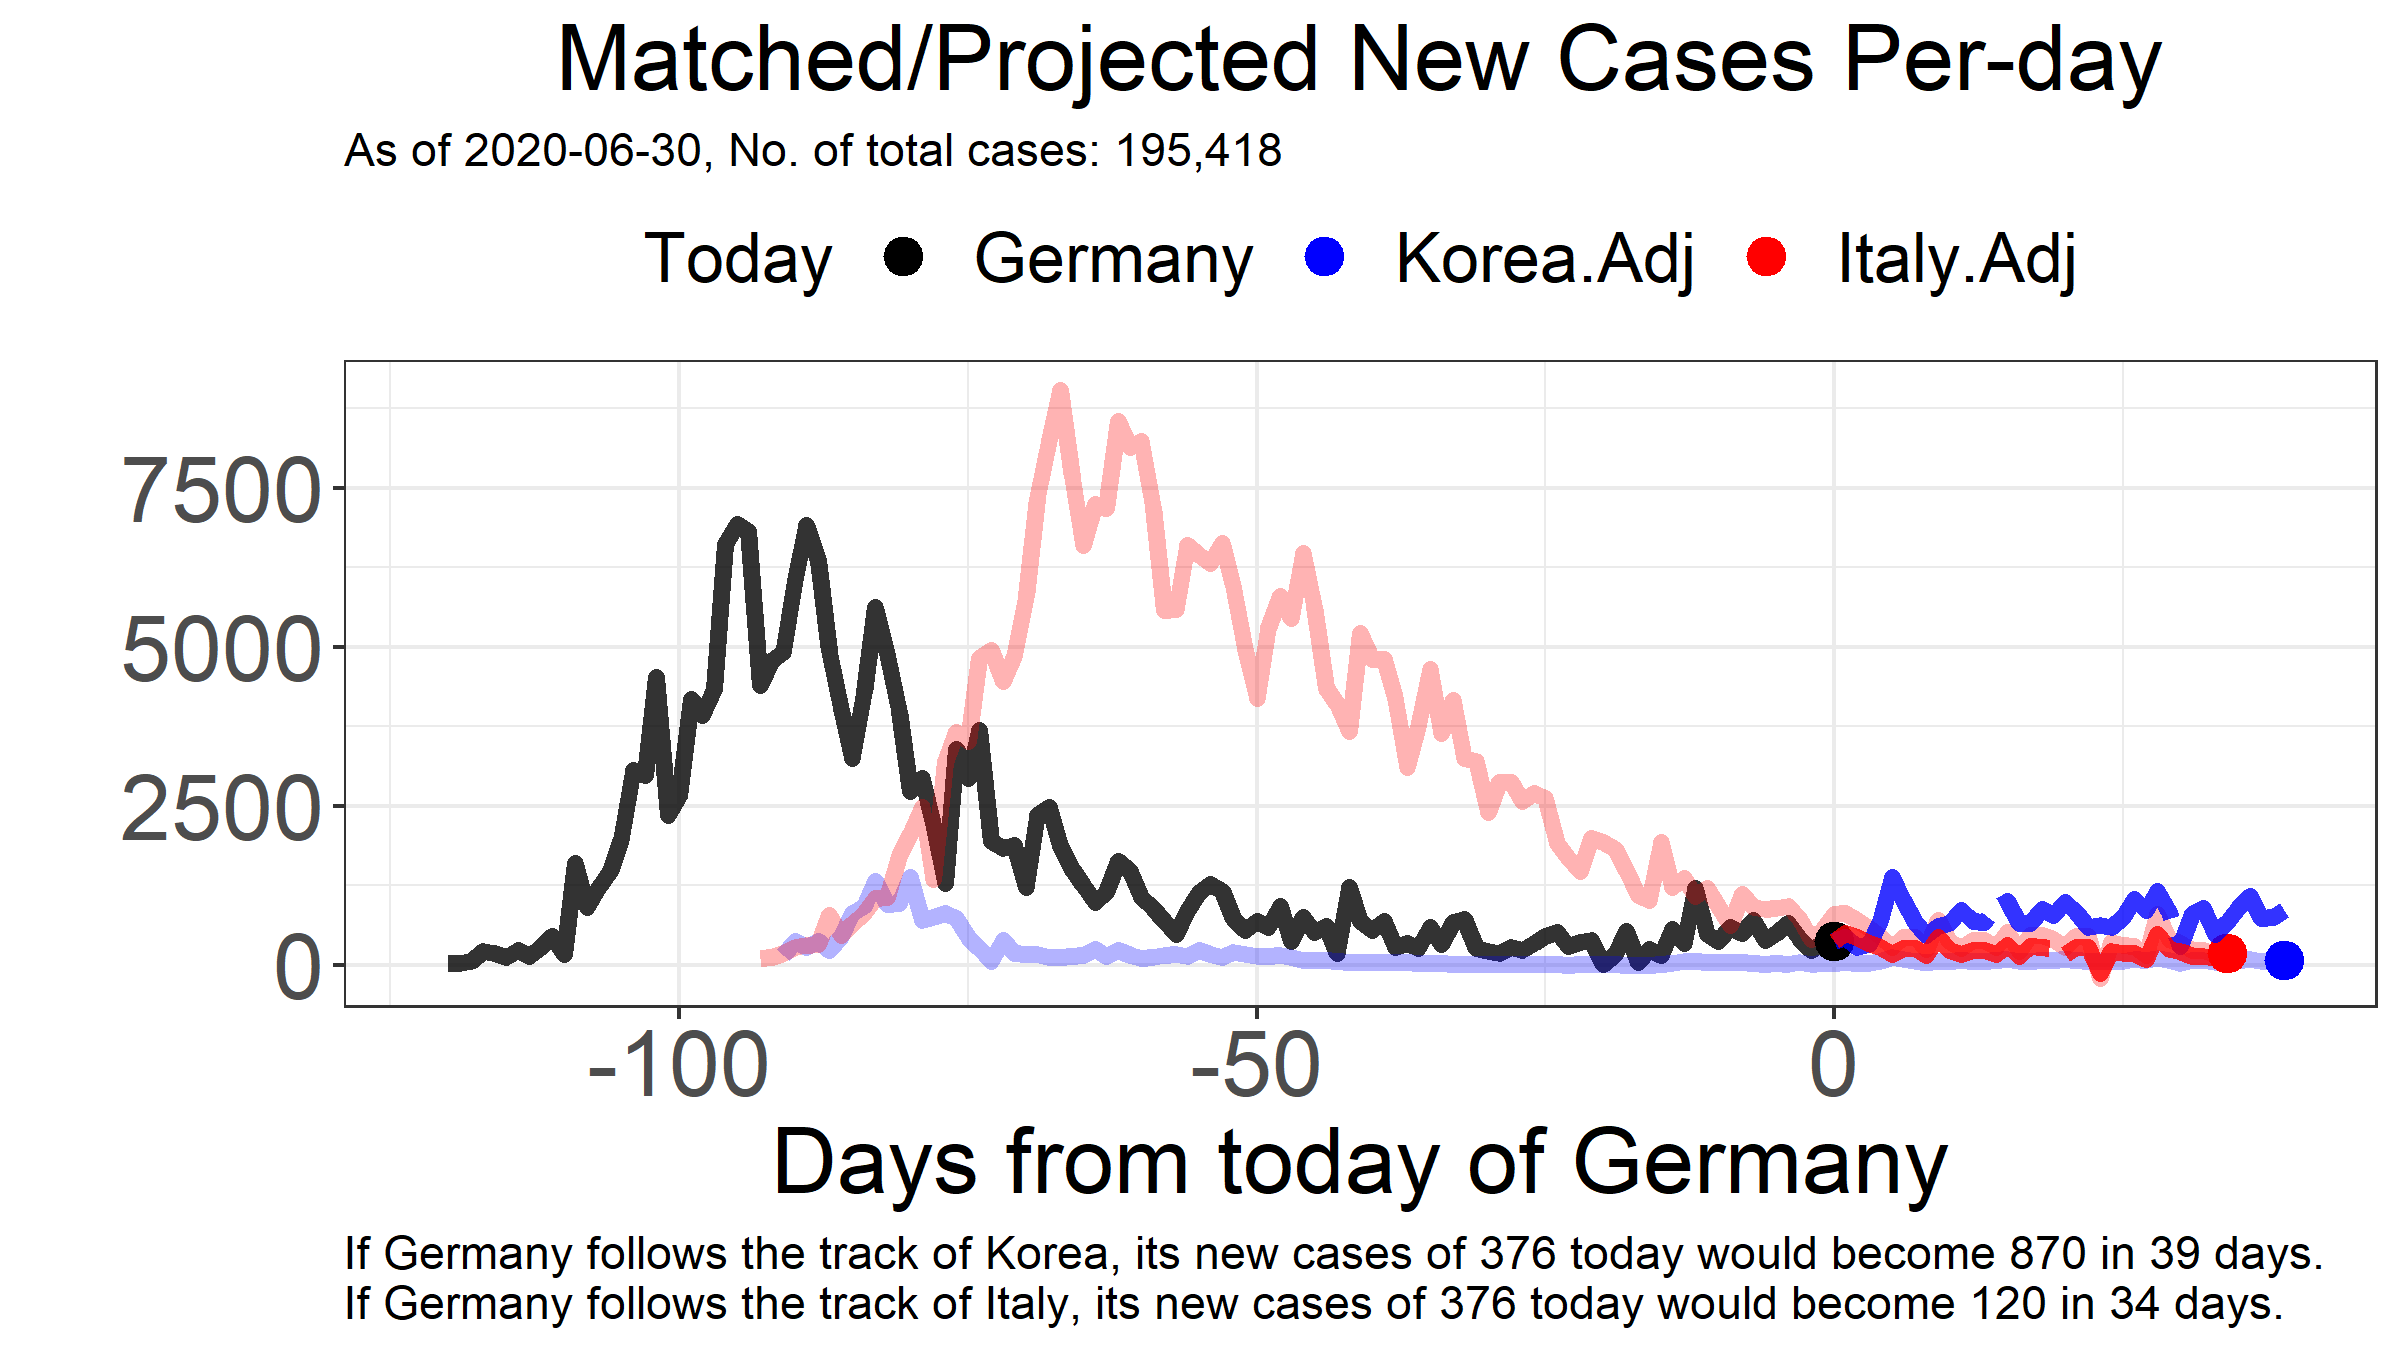 Matched/Projected New Cases Per-day
As of 2020-06-30, No. of total cases: 195,418
Today Germany Korea.Adj Italy.Adj
7500
5000
2500
0
-100 -50 0
Days from today of Germany
If Germany follows the track of Korea, its new cases of 376 today would become 870 in 39 days.
If Germany follows the track of Italy, its new cases of 376 today would become 120 in 34 days.